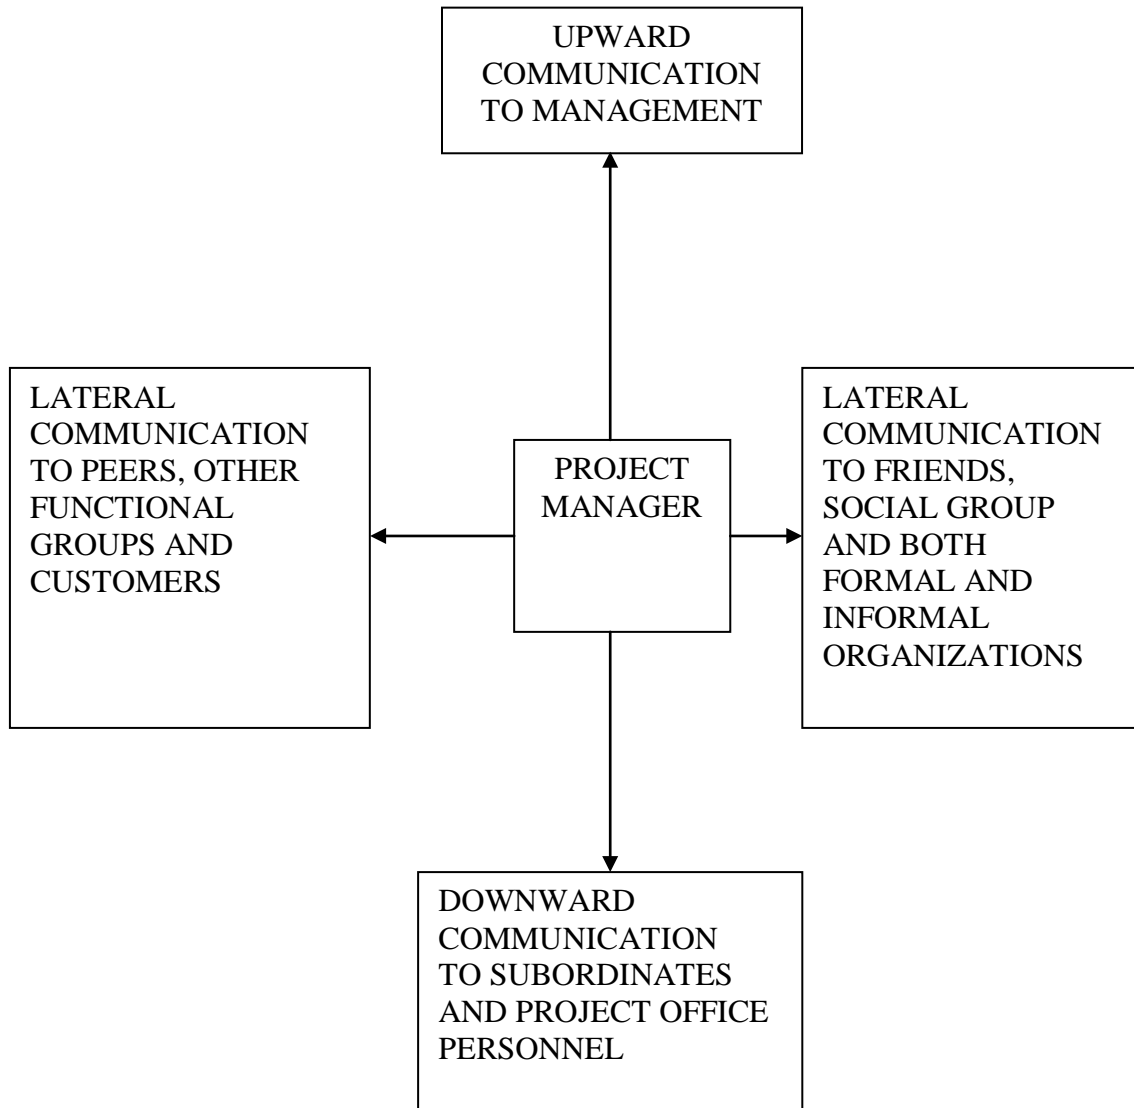 UPWARD
COMMUNICATION
TO MANAGEMENT
LATERAL
COMMUNICATION
TO PEERS, OTHER
FUNCTIONAL
GROUPS AND
CUSTOMERS
PROJECT
MANAGER
LATERAL
COMMUNICATION
TO FRIENDS,
SOCIAL GROUP
AND BOTH
FORMAL AND
INFORMAL
ORGANIZATIONS
DOWNWARD
COMMUNICATION
TO SUBORDINATES
AND PROJECT OFFICE
PERSONNEL